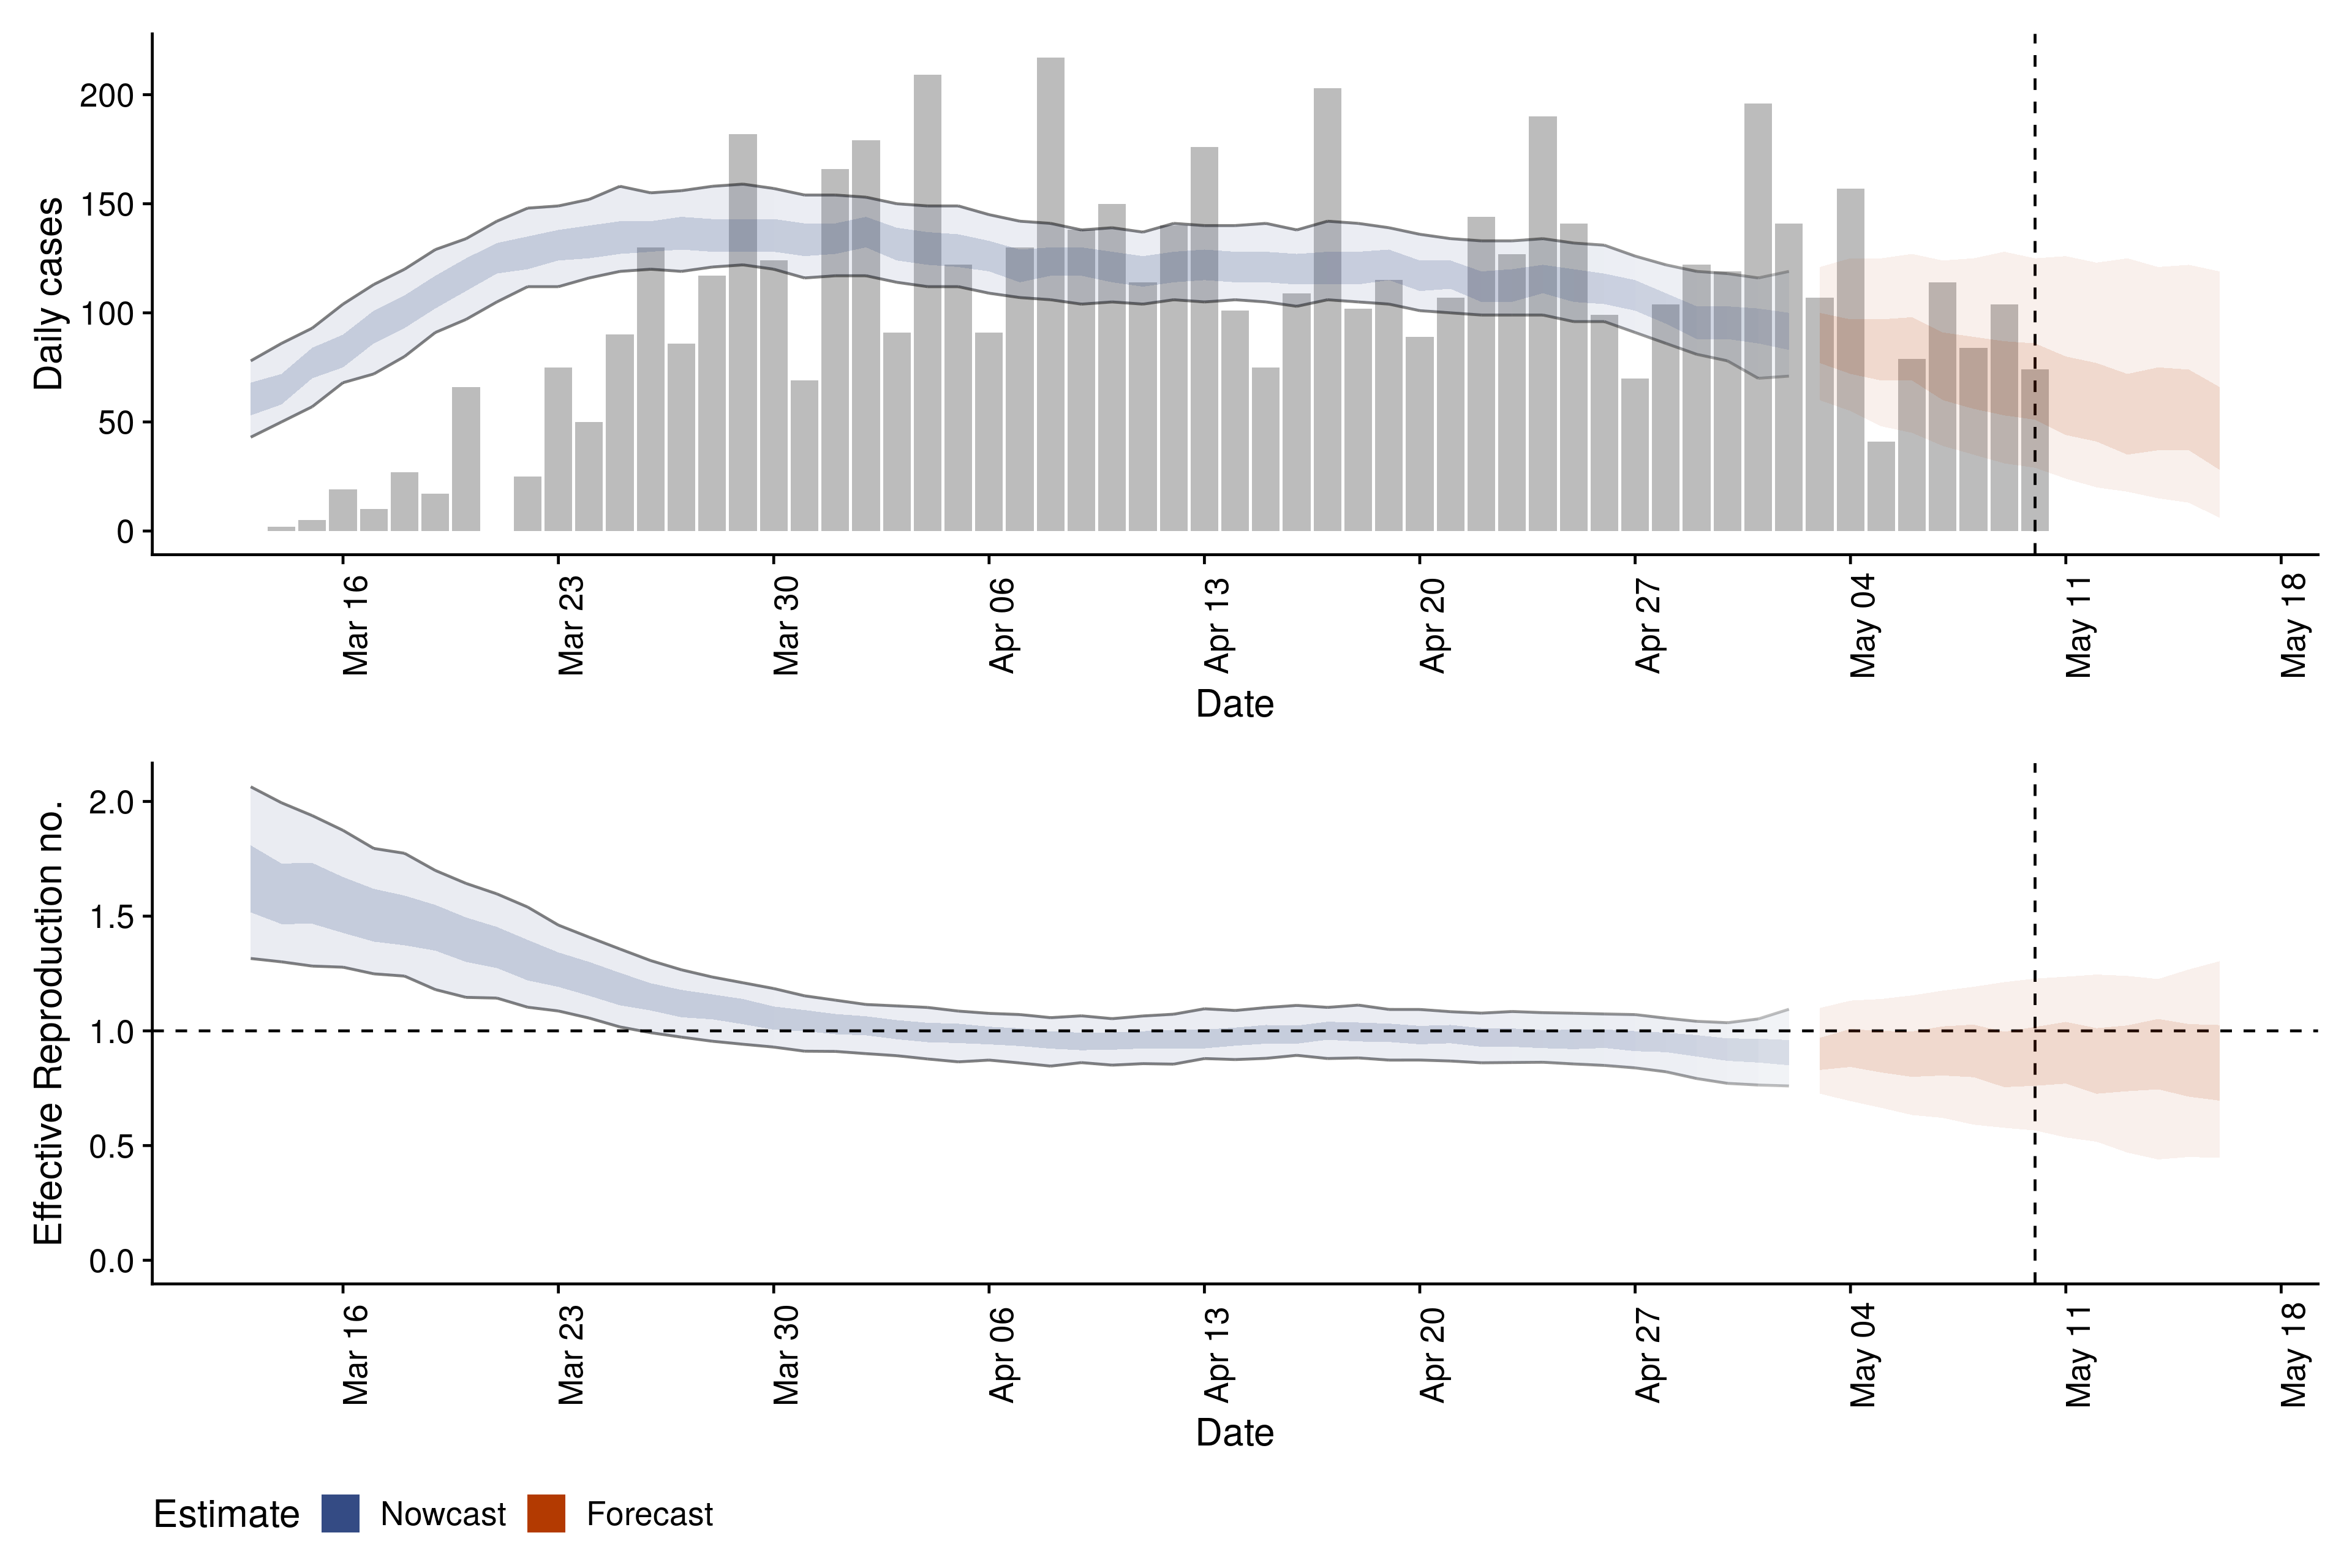 Daily cases
200
150
100
50
0
Mar 16
Mar 23
Mar 30
Apr 06
Apr 13
Apr 20
Apr 27
May 04
May 11
May 18
Date
Effective Reproduction no.
2.0
1.5
1.0
0.5
0.0
Mar 16
Mar 23
Mar 30
Apr 06
Apr 13
Apr 20
Apr 27
May 04
May 11
May 18
Date
Estimate Nowcast Forecast